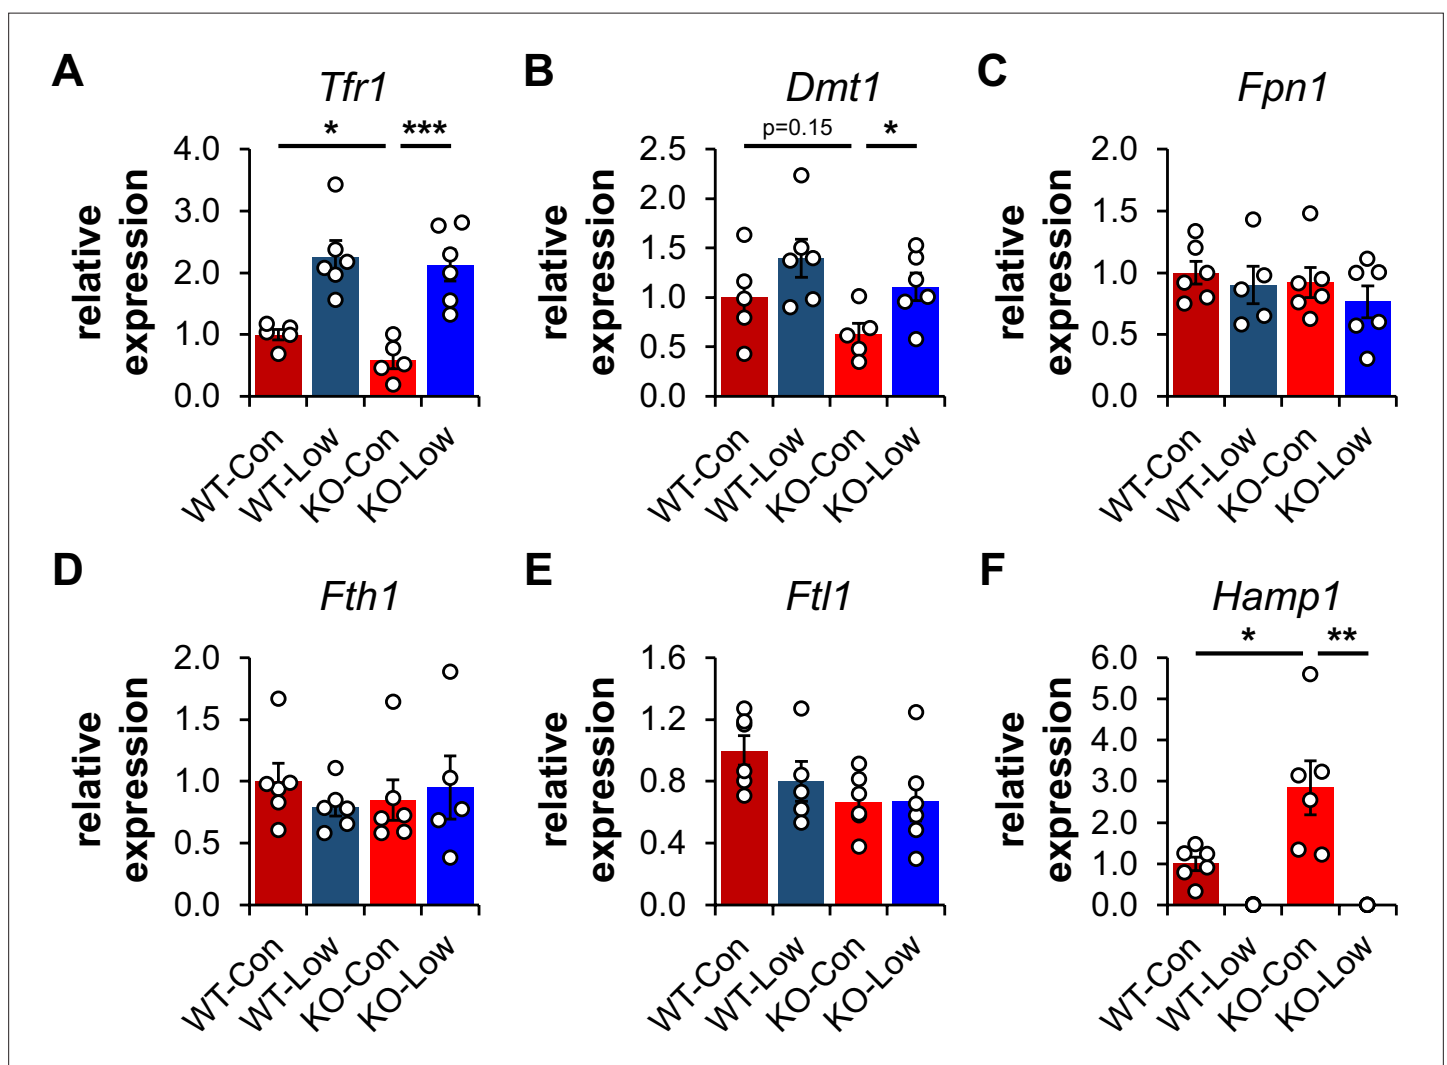 A
Tfr1
* ***
relative
expression
4.0
3.0
2.0
1.0
0.0
WT-Con
WT-Low
KO-Con
KO-Low
B
Dmt1
p=0.15 *
relative
expression
2.5
2.0
1.5
1.0
0.5
0.0
WT-Con
WT-Low
KO-Con
KO-Low
C
Fpn1
relative
expression
2.0
1.5
1.0
0.5
0.0
WT-Con
WT-Low
KO-Con
KO-Low
D
Fth1
relative
expression
2.0
1.5
1.0
0.5
0.0
WT-Con
WT-Low
KO-Con
KO-Low
E
Ftl1
relative
expression
1.6
1.2
0.8
0.4
0.0
WT-Con
WT-Low
KO-Con
KO-Low
F
Hamp1
* **
relative
expression
6.0
5.0
4.0
3.0
2.0
1.0
0.0
WT-Con
WT-Low
KO-Con
KO-Low